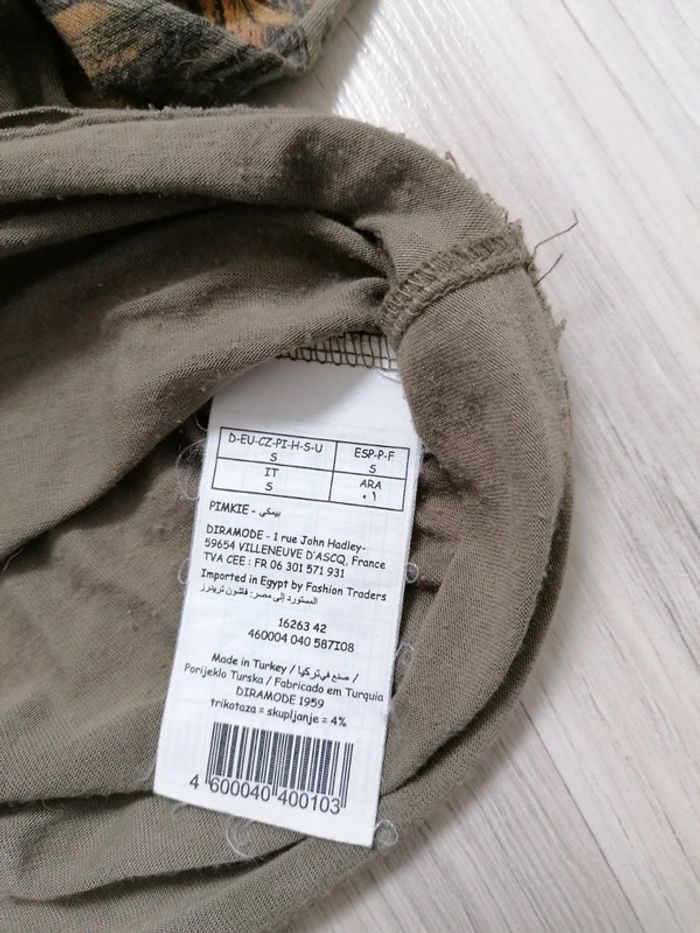 D-EU-CZ-PI-H-S-U
S
ESP-P-F
S
IT
S
ARA
٠١
PIMKIE - بيمكي
DIRAMODE - 1 rue John Hadley-
59654 VILLENEUVE D'ASCQ, France
TVA CEE : FR 06 301 571 931
Imported in Egypt by Fashion Traders
المستورد إلى مصر: فاشون تريدرز
16263 42
460004 040 587I08
Made in Turkey / صنع في تركيا /
Porijeklo Turska / Fabricado em Turquia
DIRAMODE 1959
trikotaza = skupljanje = 4%
4 600040 400103